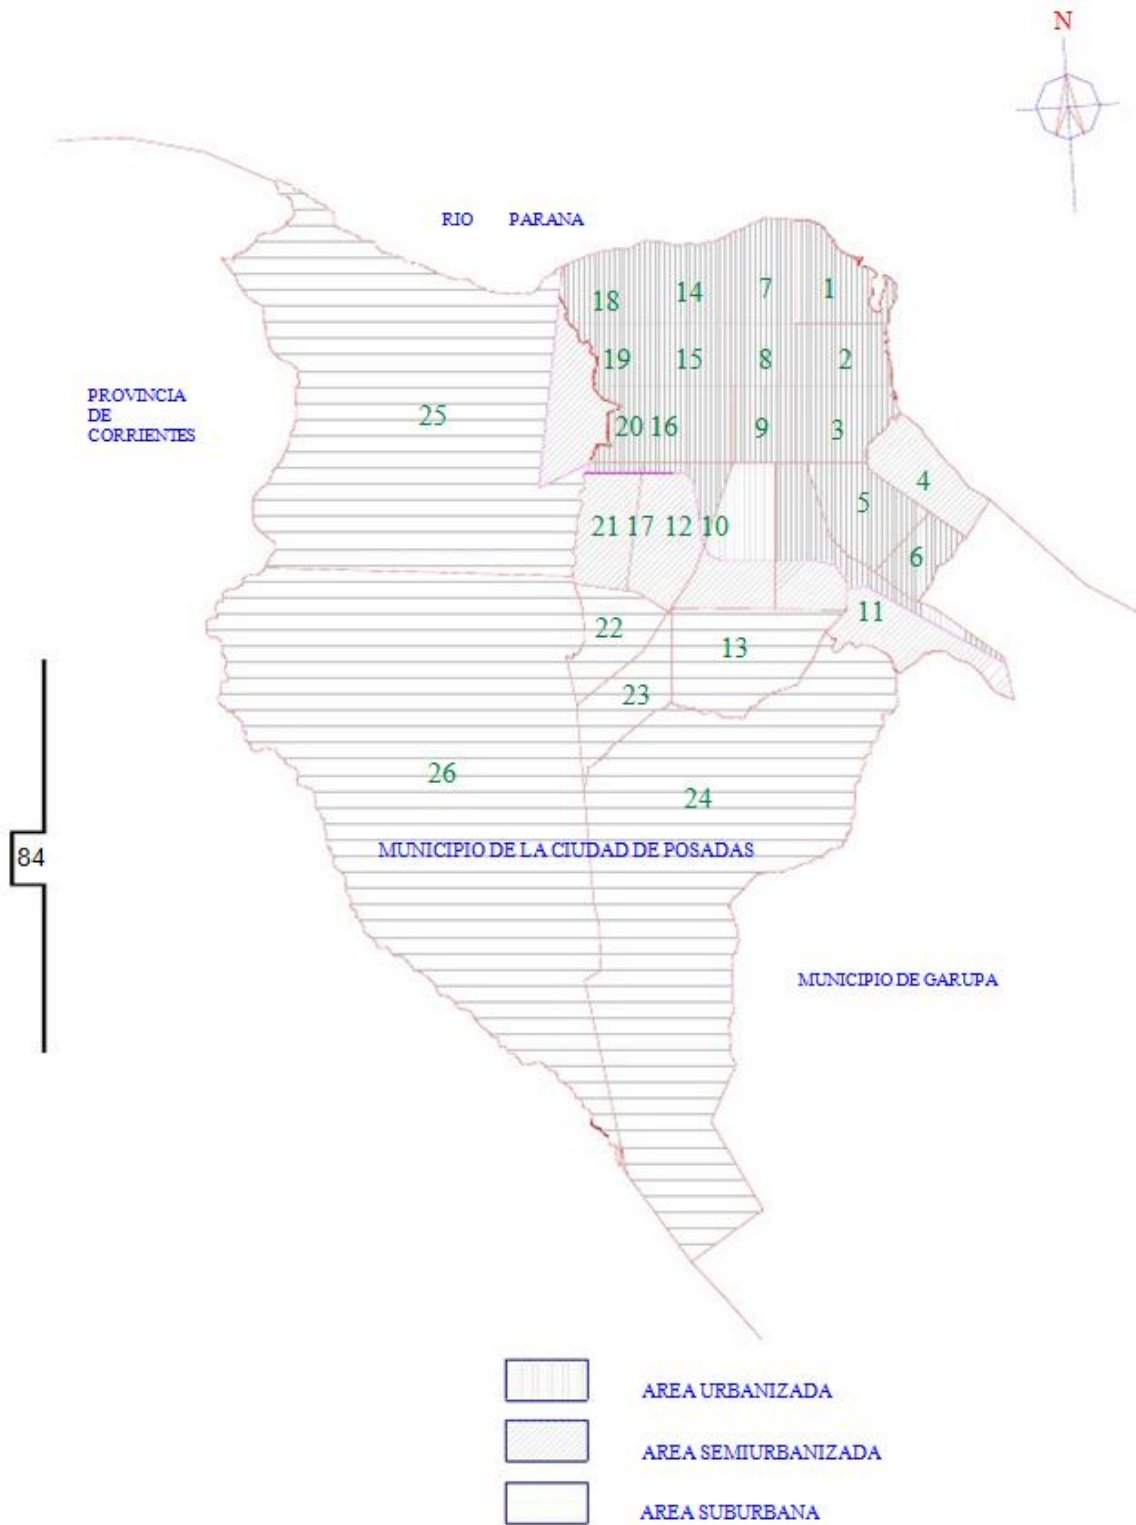 N
RIO PARANA
18 14 7 1
19 15 8 2
PROVINCIA
DE
CORRIENTES
25
20 16 9 3
4
5
21 17 12 10
6
11
22
13
23
26
24
MUNICIPIO DE LA CIUDAD DE POSADAS
84
MUNICIPIO DE GARUPA
AREA URBANIZADA
AREA SEMIURBANIZADA
AREA SUBURBANA